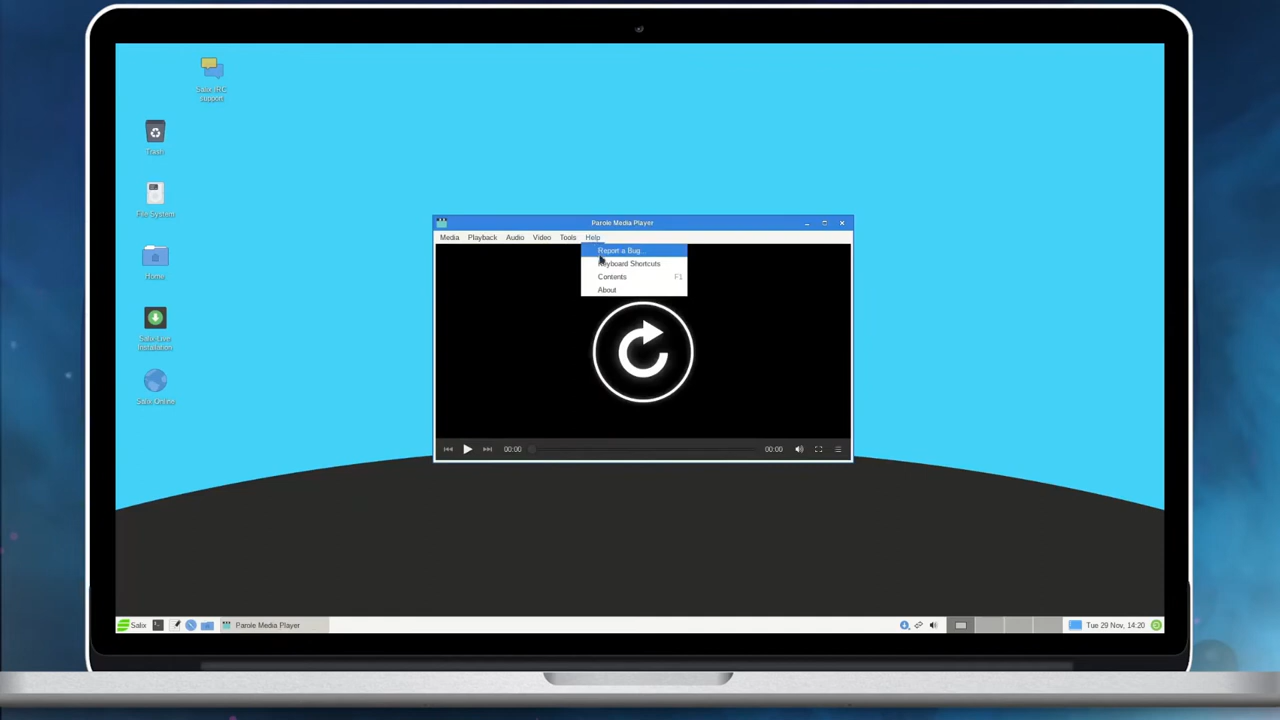 Salix IRC
support
Trash
File System
Home
Salix Live
Installation
Salix Online
Parole Media Player
Media Playback Audio Video Tools Help
Report a Bug...
Keyboard Shortcuts
Contents F1
About
00:00 00:00
Salix Parole Media Player Tue 29 Nov, 14:20